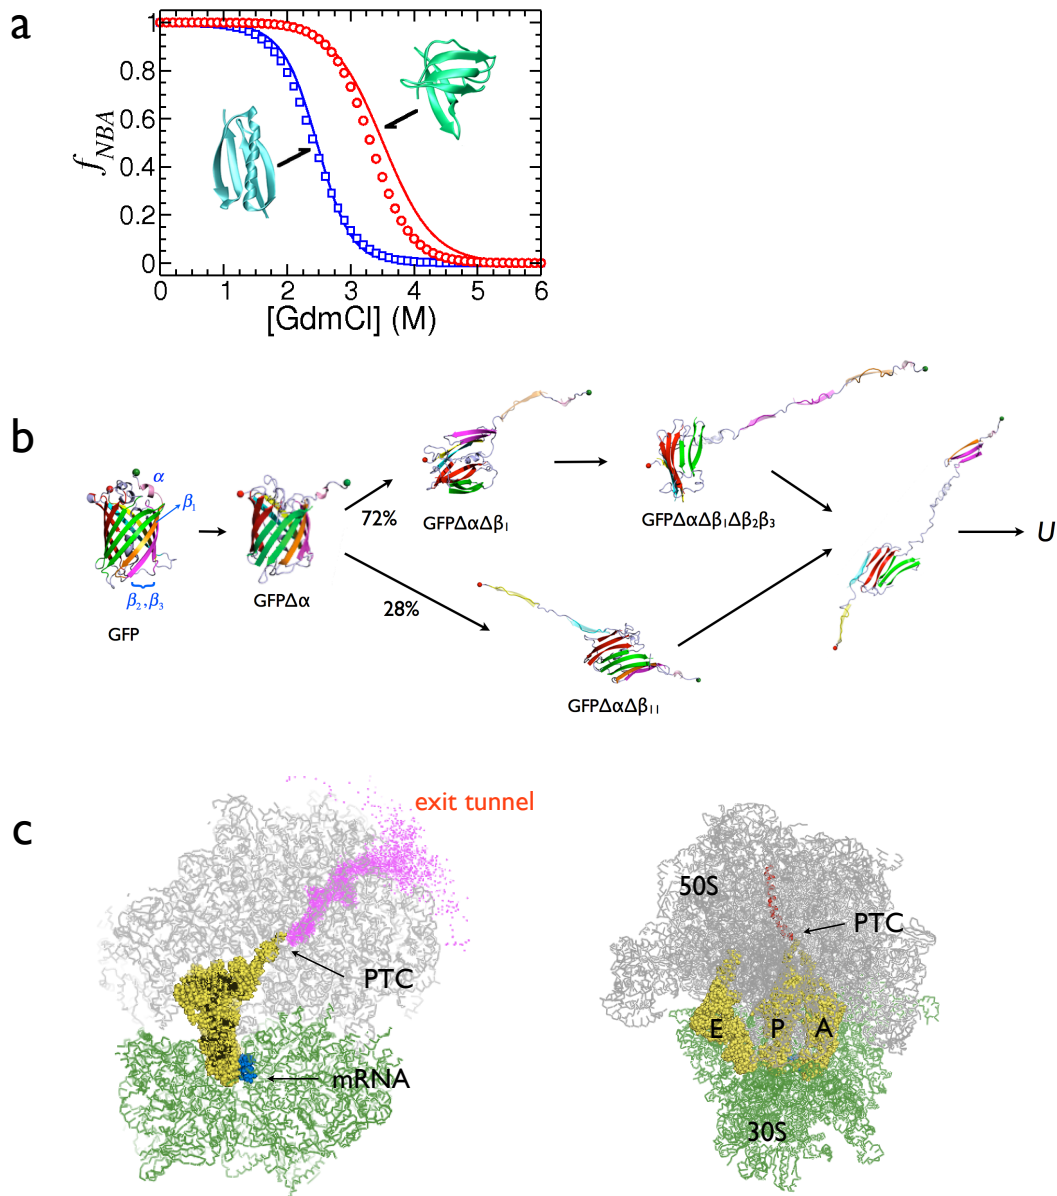 a
f_NBA
1
0.8
0.6
0.4
0.2
0
0 1 2 3 4 5 6
[GdmCl] (M)
b
α
β₁
β₂,β₃
GFP
GFPΔα
72%
28%
GFPΔαΔβ₁
GFPΔαΔβ₁Δβ₂β₃
GFPΔαΔβ₁₁
U
c
exit tunnel
PTC
mRNA
50S
PTC
E P A
30S